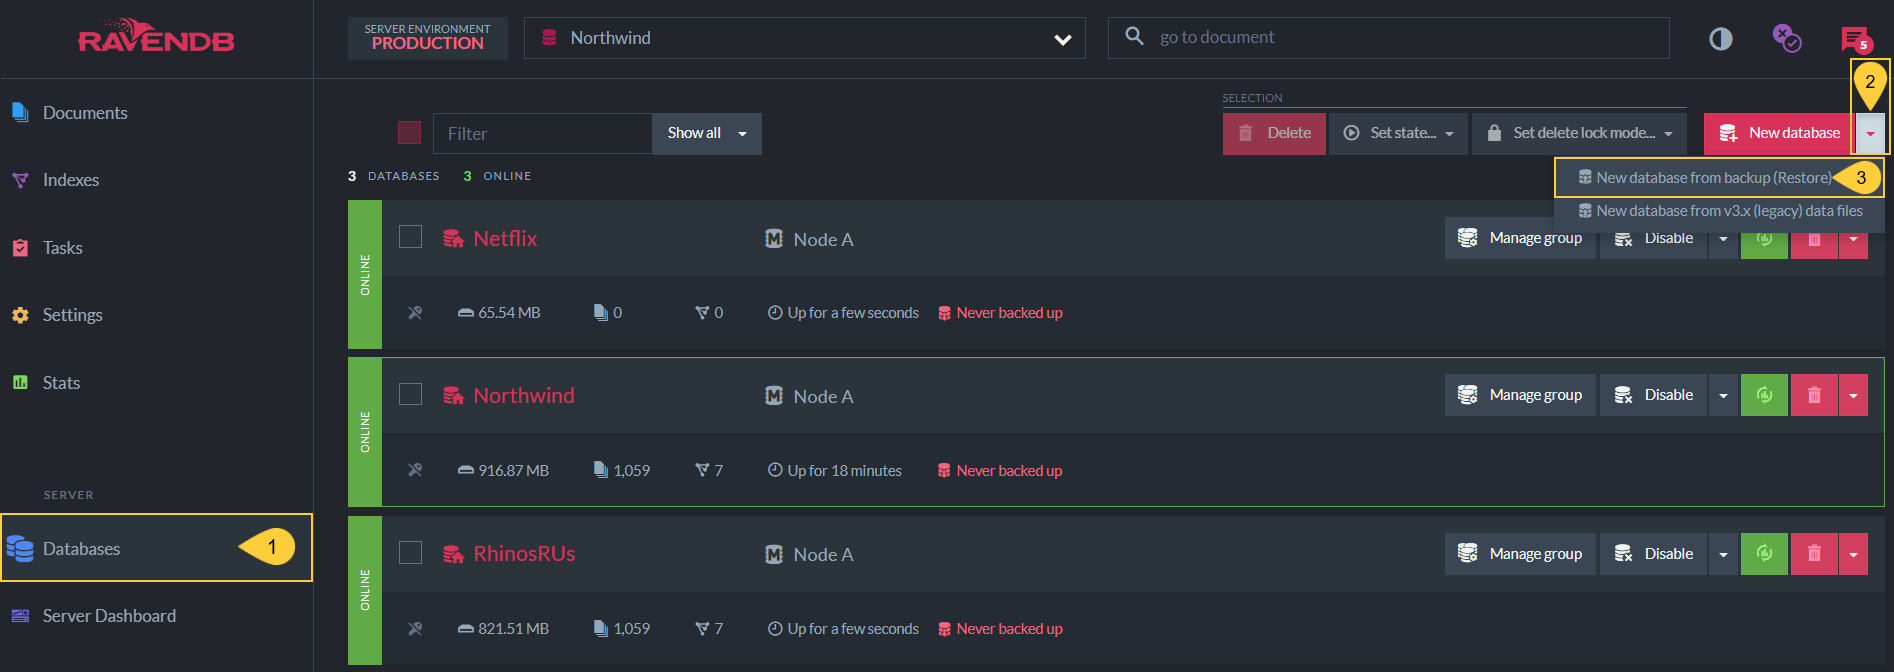 RAVENDB
SERVER ENVIRONMENT
PRODUCTION
Northwind
go to document
5
2
Documents
Indexes
Tasks
Settings
Stats
SERVER
Databases
1
Server Dashboard
SELECTION
Filter
Show all
Delete
Set state...
Set delete lock mode...
New database
3 DATABASES 3 ONLINE
New database from backup (Restore)
3
New database from v3.x (legacy) data files
ONLINE
Netflix
Node A
Manage group
Disable
65.54 MB
0
0
Up for a few seconds
Never backed up
ONLINE
Northwind
Node A
Manage group
Disable
916.87 MB
1,059
7
Up for 18 minutes
Never backed up
ONLINE
RhinosRUs
Node A
Manage group
Disable
821.51 MB
1,059
7
Up for a few seconds
Never backed up